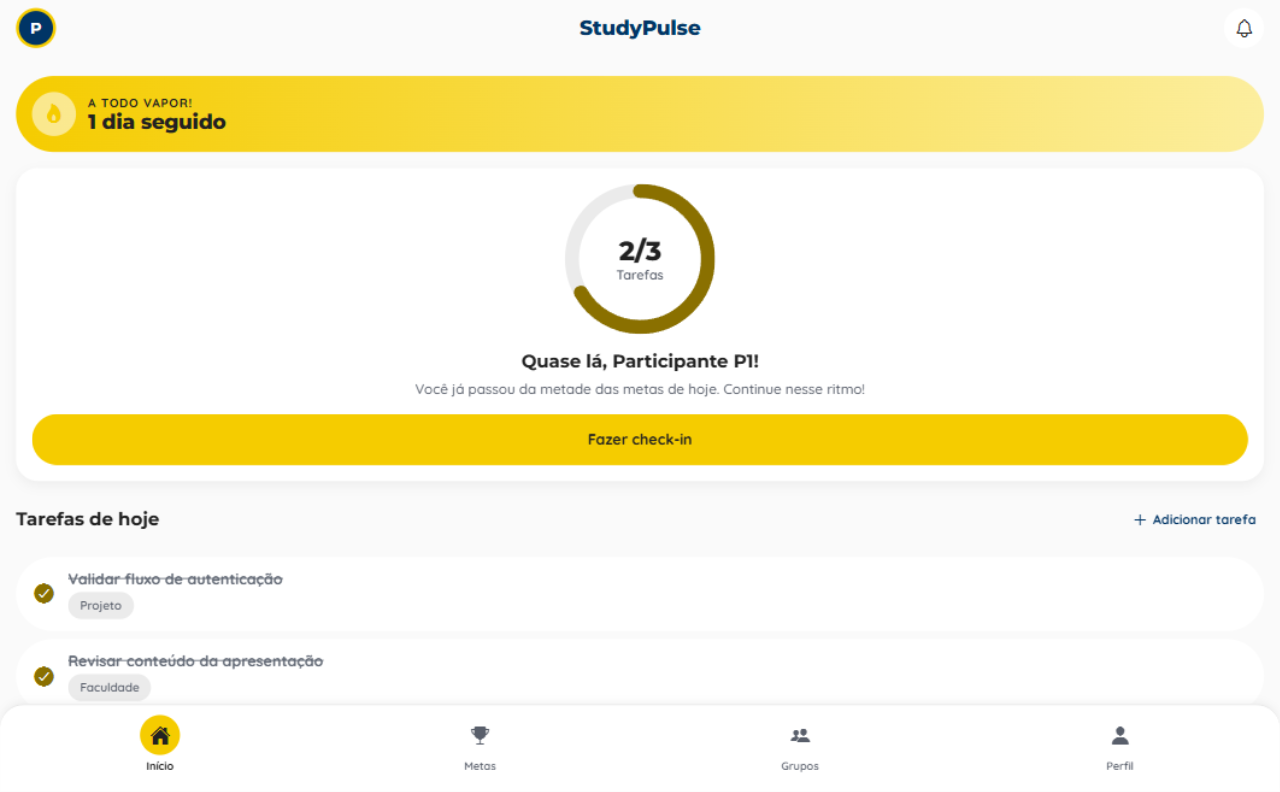 P
StudyPulse
A TODO VAPOR!
1 dia seguido
2/3
Tarefas
Quase lá, Participante P1!
Você já passou da metade das metas de hoje. Continue nesse ritmo!
Fazer check-in
Tarefas de hoje
+ Adicionar tarefa
Validar fluxo de autenticação
Projeto
Revisar conteúdo da apresentação
Faculdade
Início
Metas
Grupos
Perfil